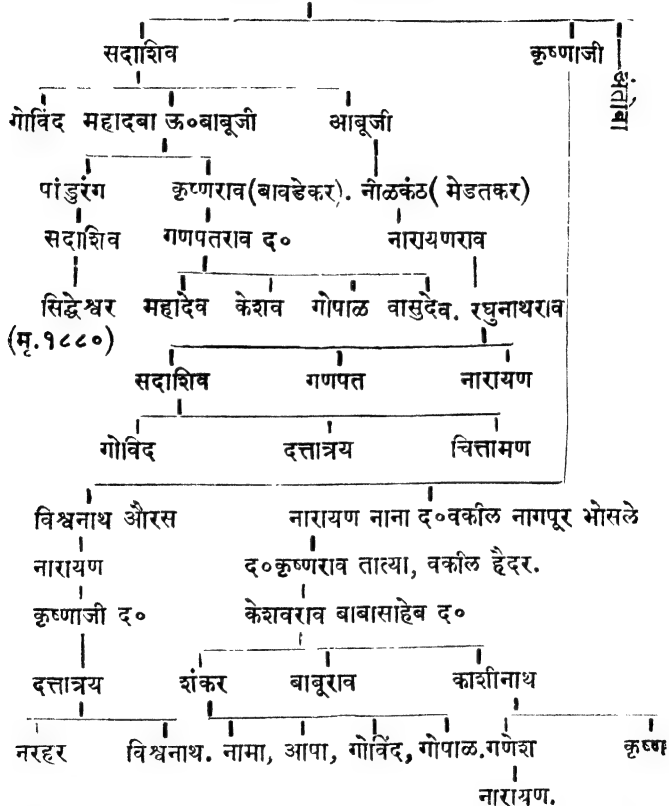 सदाशिव कृष्णाजी
अंतोबा
गोविंद महादबा ऊ०बाबूजी आबूजी
पांडुरंग कृष्णराव(बावडेकर). नीळकंठ( मेडतकर)
सदाशिव गणपतराव द० नारायणराव
सिद्धेश्वर महादेव केशव गोपाळ वासुदेव. रघुनाथराव
(मृ.१८८०)
सदाशिव गणपत नारायण
गोविंद दत्तात्रय चित्तामण
विश्वनाथ औरस नारायण नाना द०वकील नागपूर भोसले
नारायण द०कृष्णराव तात्या, वकील हैदर.
कृष्णाजी द० केशवराव बाबासाहेब द०
दत्तात्रय शंकर बाबूराव काशीनाथ
नरहर विश्वनाथ. नामा, आपा, गोविंद, गोपाळ.गणेश कृष्ण
नारायण.